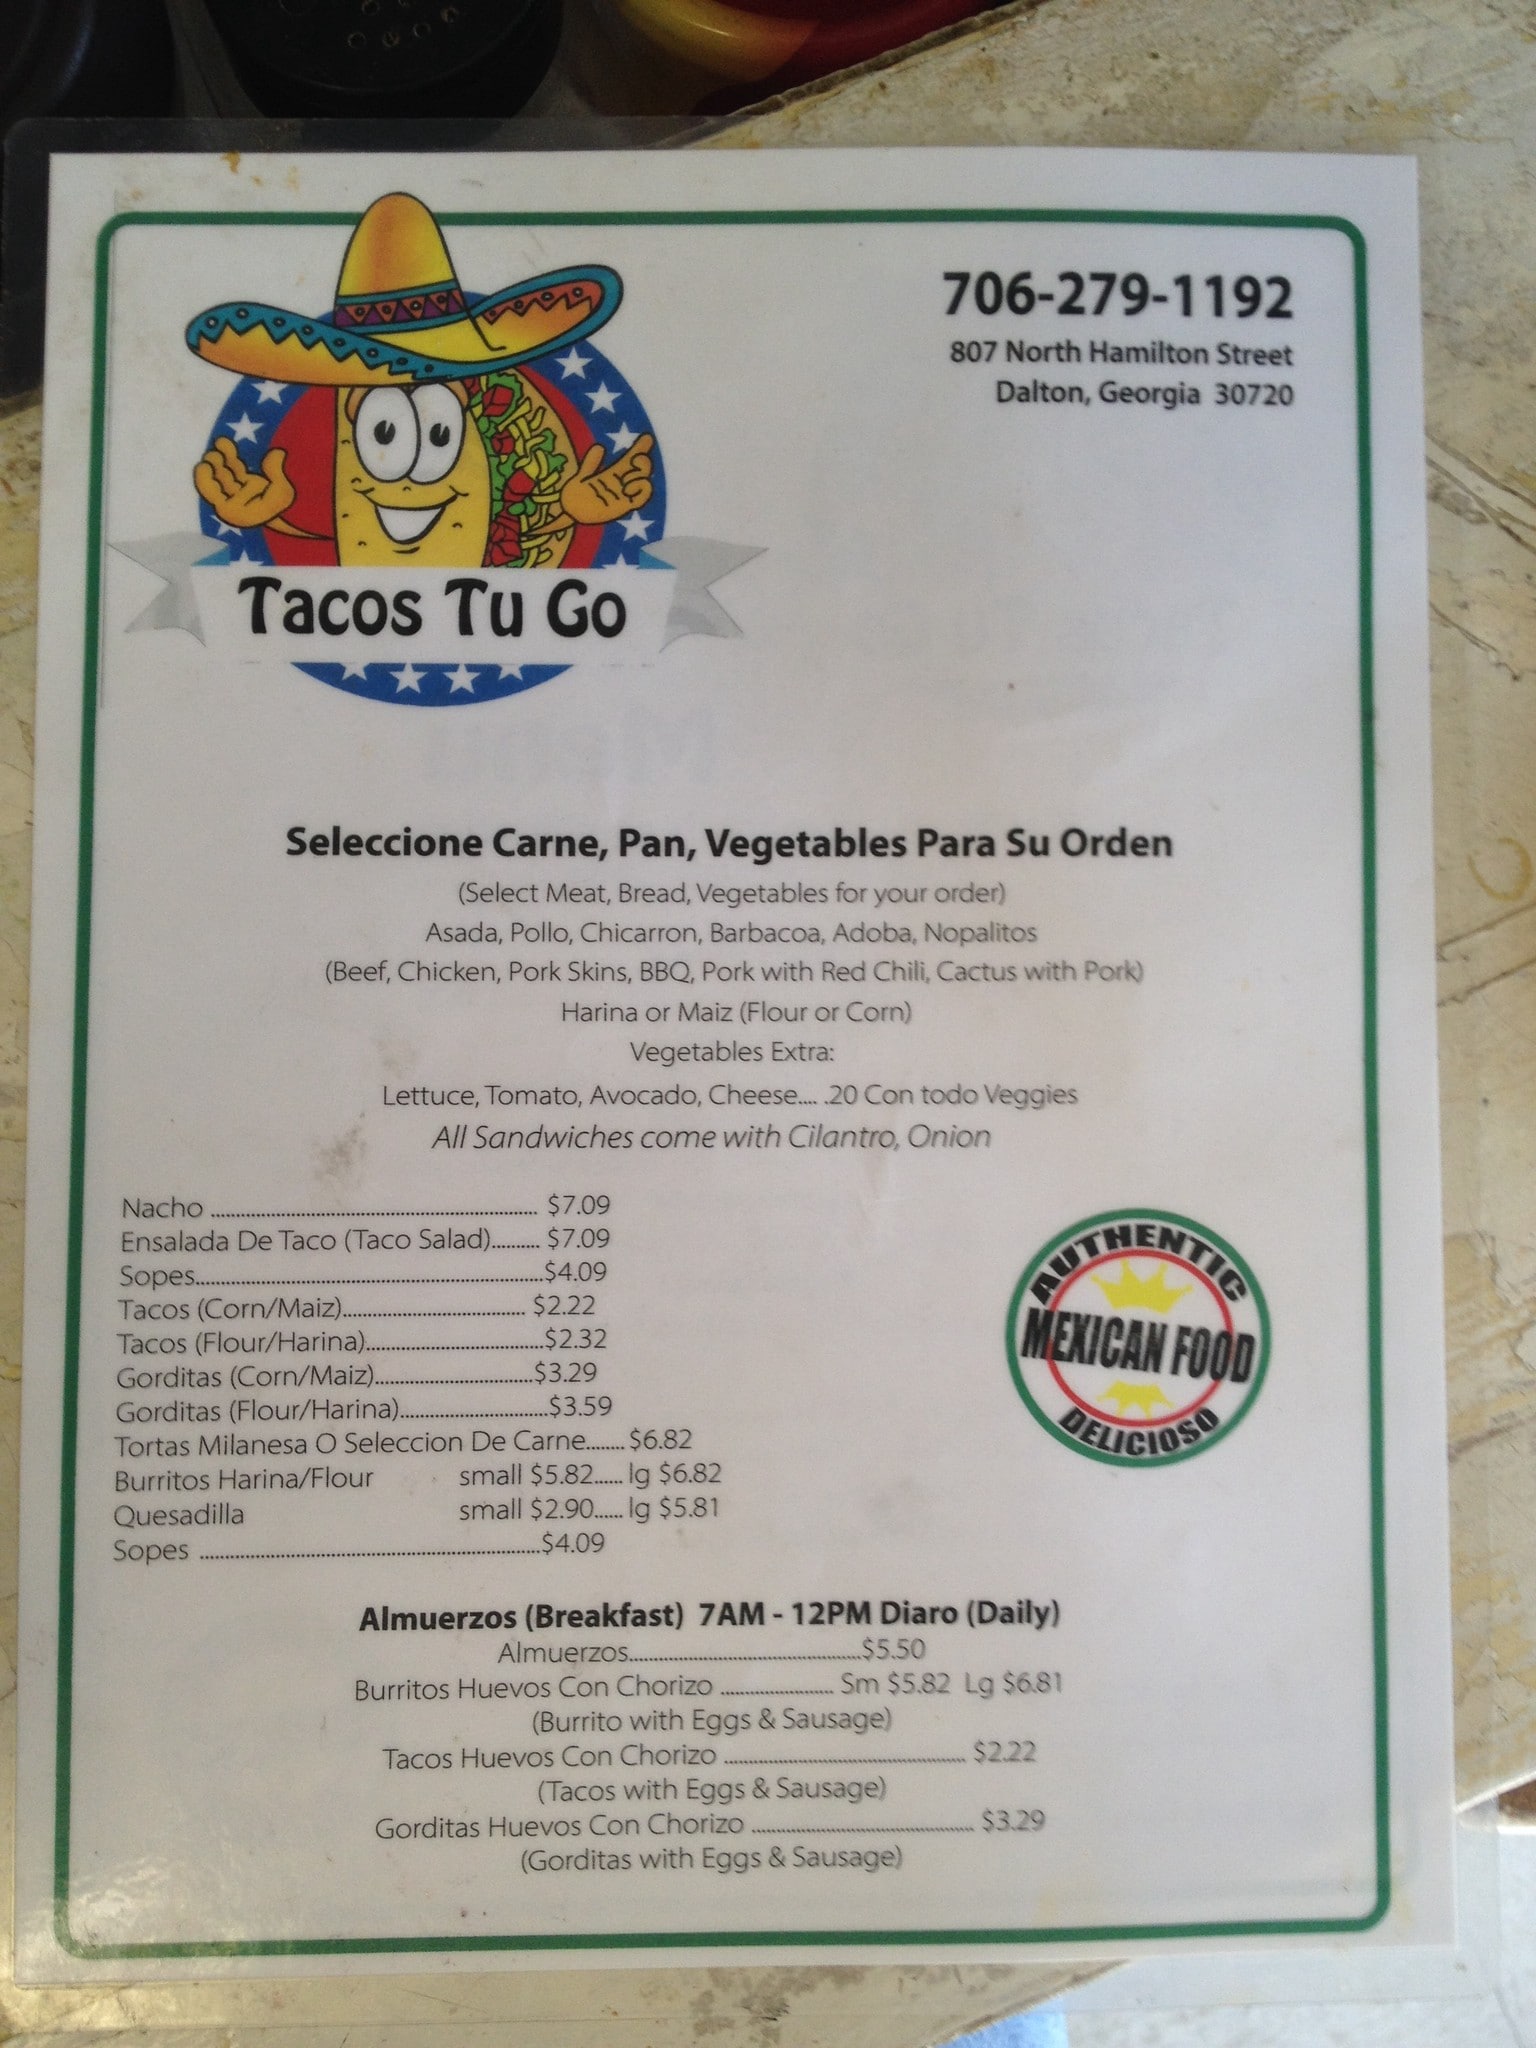 706-279-1192
807 North Hamilton Street
Dalton, Georgia 30720
Tacos Tu Go
Seleccione Carne, Pan, Vegetables Para Su Orden
(Select Meat, Bread, Vegetables for your order)
Asada, Pollo, Chicarron, Barbacoa, Adoba, Nopalitos
(Beef, Chicken, Pork Skins, BBQ, Pork with Red Chili, Cactus with Pork)
Harina or Maiz (Flour or Corn)
Vegetables Extra:
Lettuce, Tomato, Avocado, Cheese.... .20 Con todo Veggies
All Sandwiches come with Cilantro, Onion
Nacho ........................................................ $7.09
Ensalada De Taco (Taco Salad).......... $7.09
Sopes............................................................$4.09
Tacos (Corn/Maiz)................................ $2.22
Tacos (Flour/Harina)...............................$2.32
Gorditas (Corn/Maiz)...........................$3.29
Gorditas (Flour/Harina)..........................$3.59
Tortas Milanesa O Seleccion De Carne........ $6.82
Burritos Harina/Flour small $5.82...... lg $6.82
Quesadilla small $2.90...... lg $5.81
Sopes ...........................................................$4.09
AUTHENTIC
MEXICAN FOOD
DELICIOSO
Almuerzos (Breakfast) 7AM - 12PM Diaro (Daily)
Almuerzos........................................$5.50
Burritos Huevos Con Chorizo .................... Sm $5.82 Lg $6.81
(Burrito with Eggs & Sausage)
Tacos Huevos Con Chorizo .......................................... $2.22
(Tacos with Eggs & Sausage)
Gorditas Huevos Con Chorizo ....................................... $3.29
(Gorditas with Eggs & Sausage)